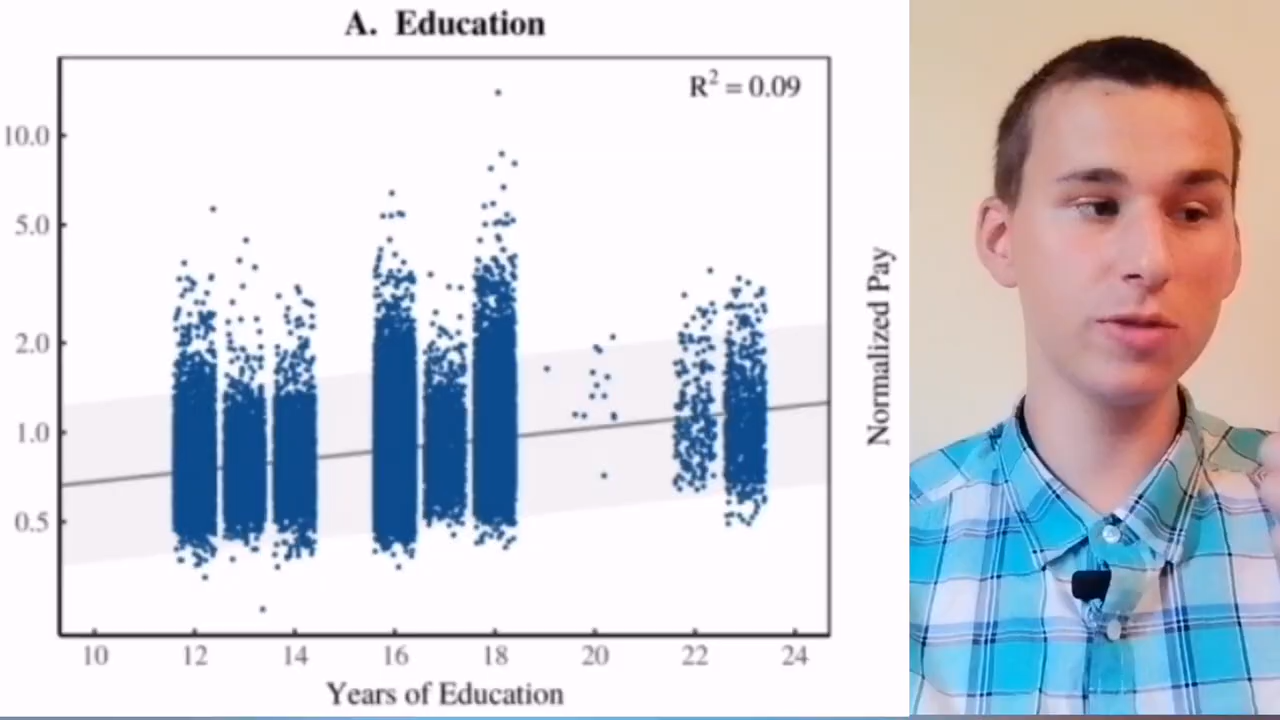 A. Education
R² = 0.09
10.0
5.0
2.0
1.0
0.5
Normalized Pay
10 12 14 16 18 20 22 24
Years of Education